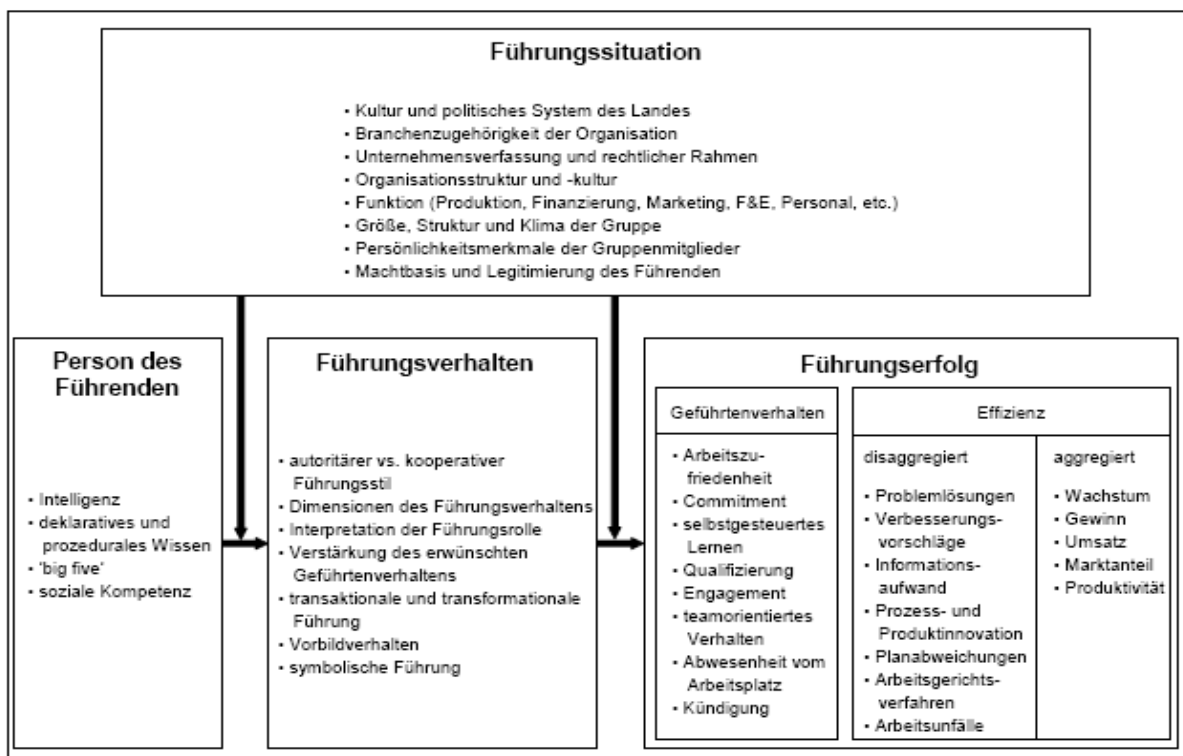 Führungssituation
• Kultur und politisches System des Landes
• Branchenzugehörigkeit der Organisation
• Unternehmensverfassung und rechtlicher Rahmen
• Organisationsstruktur und -kultur
• Funktion (Produktion, Finanzierung, Marketing, F&E, Personal, etc.)
• Größe, Struktur und Klima der Gruppe
• Persönlichkeitsmerkmale der Gruppenmitglieder
• Machtbasis und Legitimierung des Führenden
Person des
Führenden
• Intelligenz
• deklaratives und
prozedurales Wissen
• 'big five'
• soziale Kompetenz
Führungsverhalten
• autoritärer vs. kooperativer
Führungsstil
• Dimensionen des Führungsverhaltens
• Interpretation der Führungsrolle
• Verstärkung des erwünschten
Geführtenverhaltens
• transaktionale und transformationale
Führung
• Vorbildverhalten
• symbolische Führung
Führungserfolg
Geführtenverhalten
• Arbeitszu-
friedenheit
• Commitment
• selbstgesteuertes
Lernen
• Qualifizierung
• Engagement
• teamorientiertes
Verhalten
• Abwesenheit vom
Arbeitsplatz
• Kündigung
Effizienz
disaggregiert
• Problemlösungen
• Verbesserungs-
vorschläge
• Informations-
aufwand
• Prozess- und
Produktinnovation
• Planabweichungen
• Arbeitsgerichts-
verfahren
• Arbeitsunfälle
aggregiert
• Wachstum
• Gewinn
• Umsatz
• Marktanteil
• Produktivität